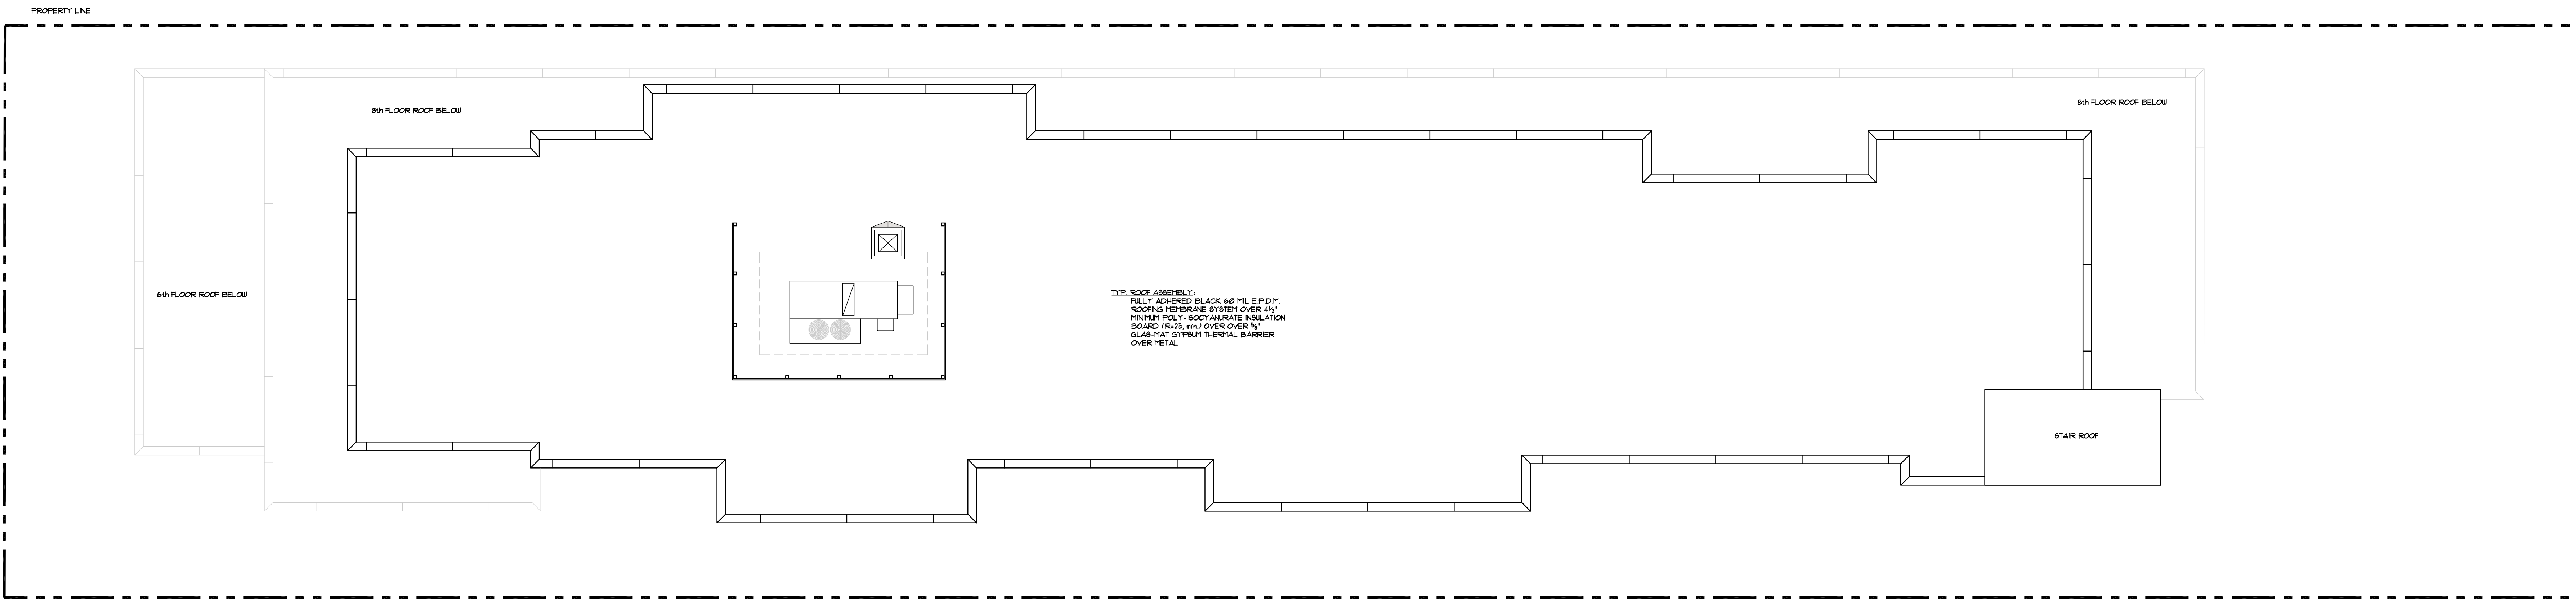 PROPERTY LINE
8th FLOOR ROOF BELOW
8th FLOOR ROOF BELOW
6th FLOOR ROOF BELOW
TYP. ROOF ASSEMBLY:
FULLY ADHERED BLACK 60 MIL E.P.D.M.
ROOFING MEMBRANE SYSTEM OVER 4½"
MINIMUM POLY-ISOCYANURATE INSULATION
BOARD (R=25, min.) OVER OVER ⅝"
GLAS-MAT GYPSUM THERMAL BARRIER
OVER METAL
STAIR ROOF